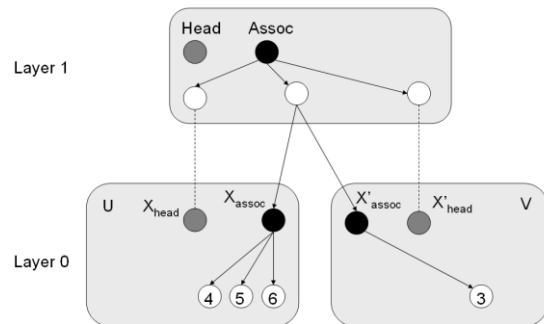 Head Assoc
Layer 1
U X_head X_assoc X'_assoc X'_head V
Layer 0
4 5 6 3